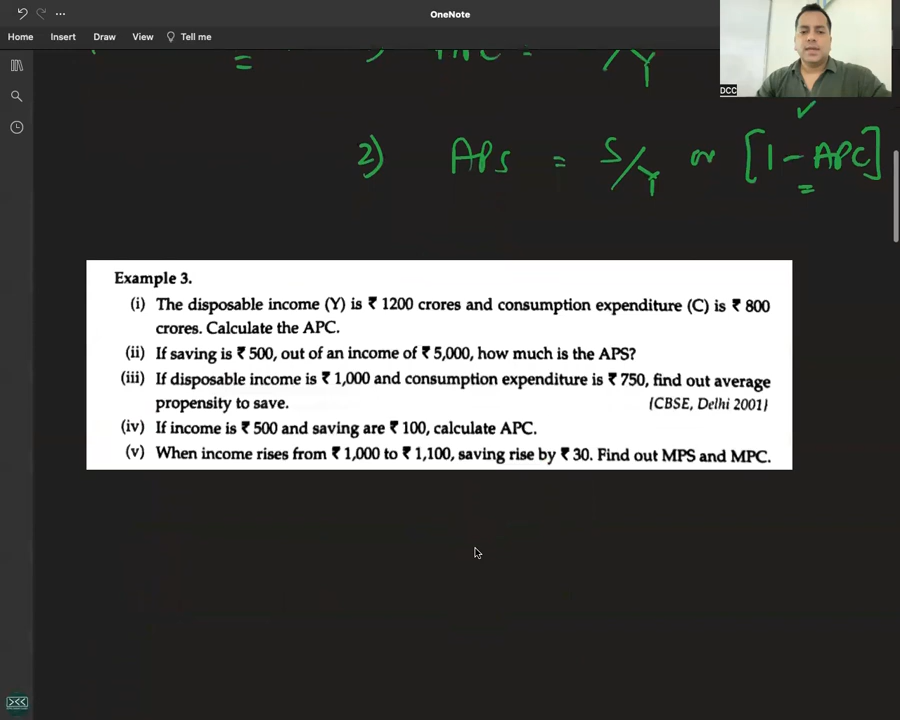 OneNote
Home Insert Draw View Tell me
DCC
Y
2) APS = S/Y or [1 - APC]
Example 3.
(i) The disposable income (Y) is ₹ 1200 crores and consumption expenditure (C) is ₹ 800
crores. Calculate the APC.
(ii) If saving is ₹ 500, out of an income of ₹ 5,000, how much is the APS?
(iii) If disposable income is ₹ 1,000 and consumption expenditure is ₹ 750, find out average
propensity to save. (CBSE, Delhi 2001)
(iv) If income is ₹ 500 and saving are ₹ 100, calculate APC.
(v) When income rises from ₹ 1,000 to ₹ 1,100, saving rise by ₹ 30. Find out MPS and MPC.